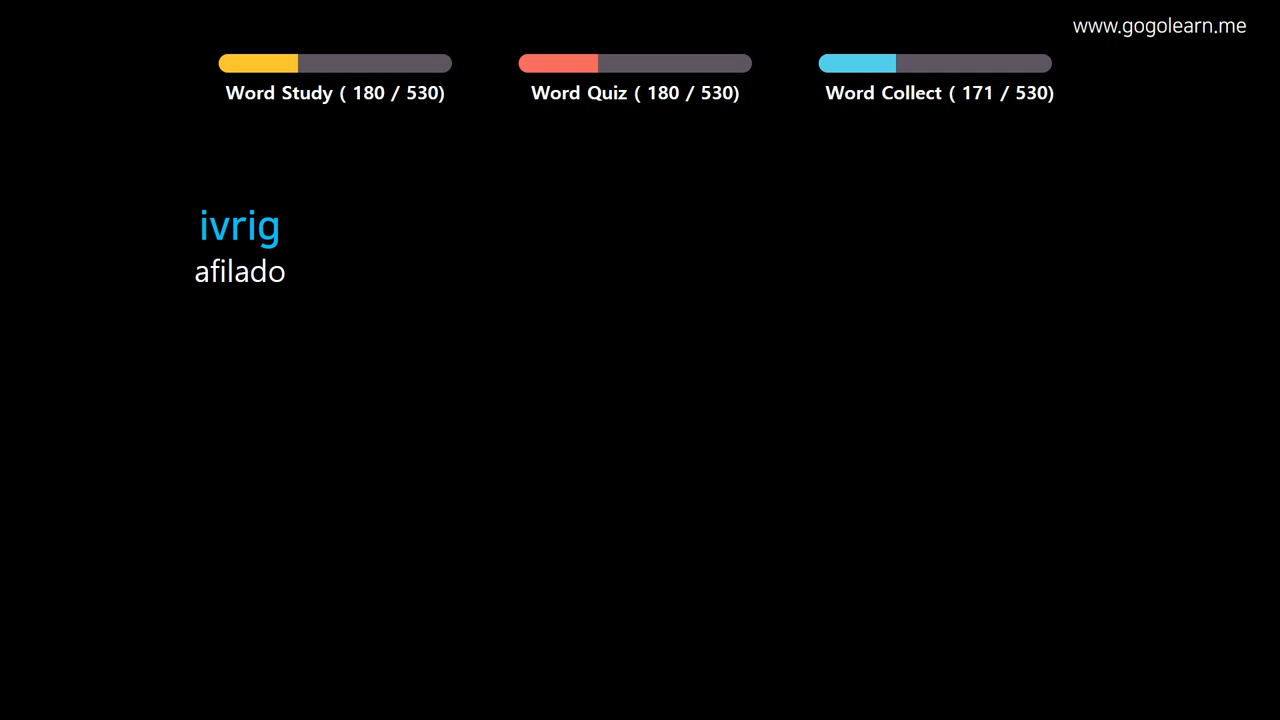 www.gogolearn.me
Word Study ( 180 / 530)
Word Quiz ( 180 / 530)
Word Collect ( 171 / 530)
ivrig
afilado